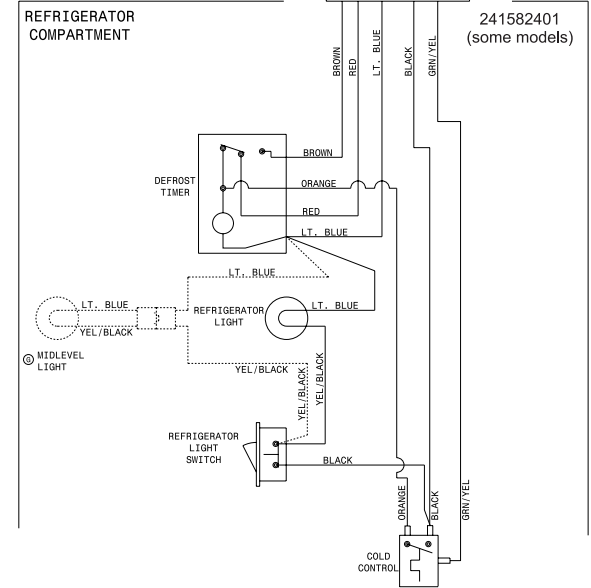 REFRIGERATOR
COMPARTMENT
241582401
(some models)
BROWN
RED
LT. BLUE
BLACK
GRN/YEL
BROWN
DEFROST
TIMER
ORANGE
RED
LT. BLUE
LT. BLUE
LT. BLUE
YEL/BLACK
REFRIGERATOR
LIGHT
LT. BLUE
G MIDLEVEL
LIGHT
YEL/BLACK
YEL/BLACK
YEL/BLACK
REFRIGERATOR
LIGHT
SWITCH
BLACK
ORANGE
BLACK
GRN/YEL
COLD
CONTROL